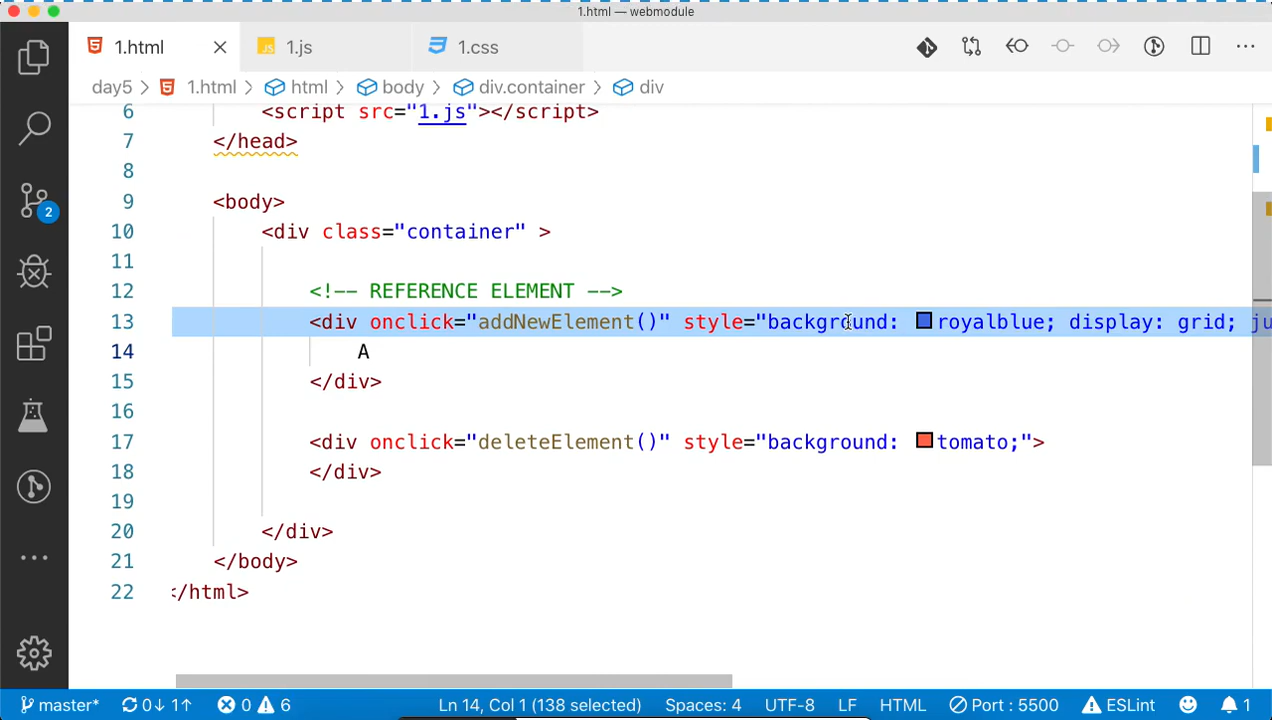 1.html — webmodule
1.html
JS 1.js
1.css
day5 > 1.html > html > body > div.container > div
6 <script src="1.js"></script>
7 </head>
8
9 <body>
10 <div class="container" >
11
12 <!-- REFERENCE ELEMENT -->
13 <div onclick="addNewElement()" style="background: royalblue; display: grid; ju
14 A
15 </div>
16
17 <div onclick="deleteElement()" style="background: tomato;">
18 </div>
19
20 </div>
21 </body>
22 </html>
2
master* 0↓ 1↑ 0 6 Ln 14, Col 1 (138 selected) Spaces: 4 UTF-8 LF HTML Port : 5500 ESLint 1